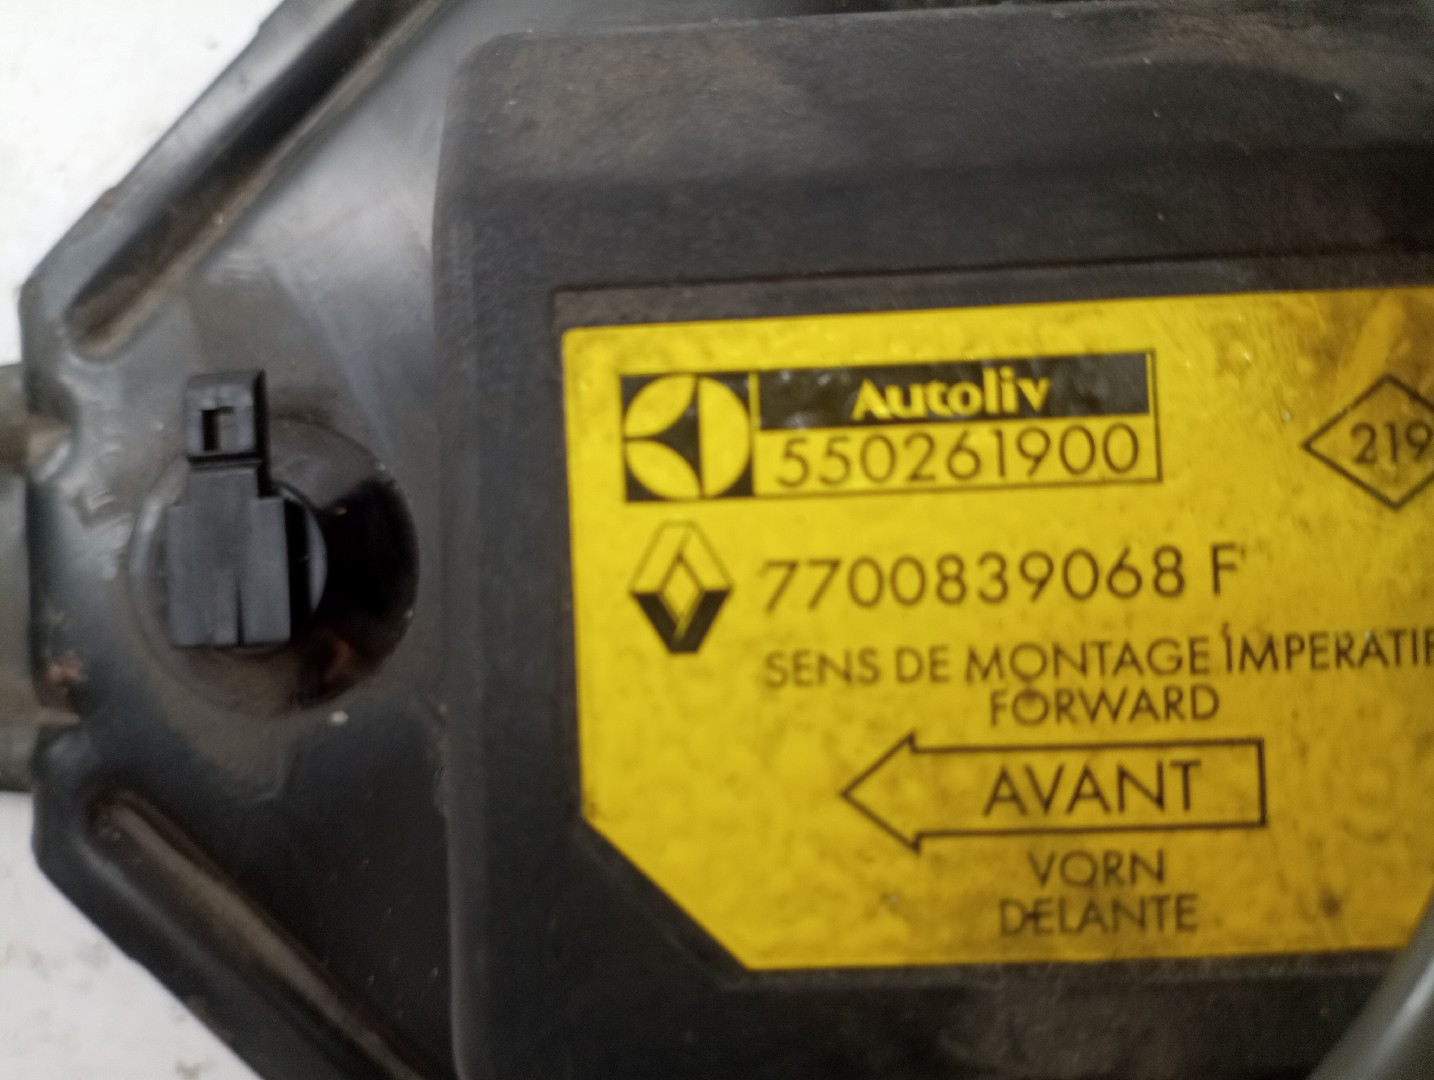 Autoliv
550261900
219
7700839068 F
SENS DE MONTAGE IMPERATIF
FORWARD
AVANT
VORN
DELANTE